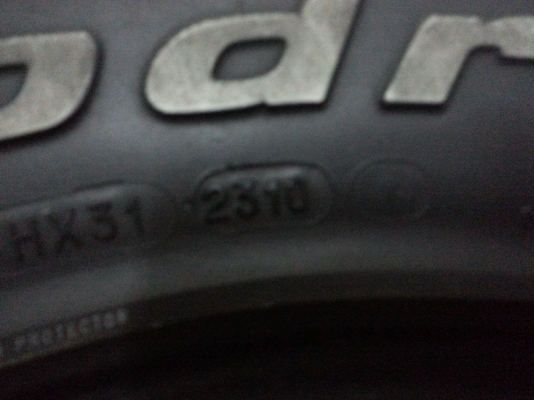 odr
HX31 2310
PROTECTOR